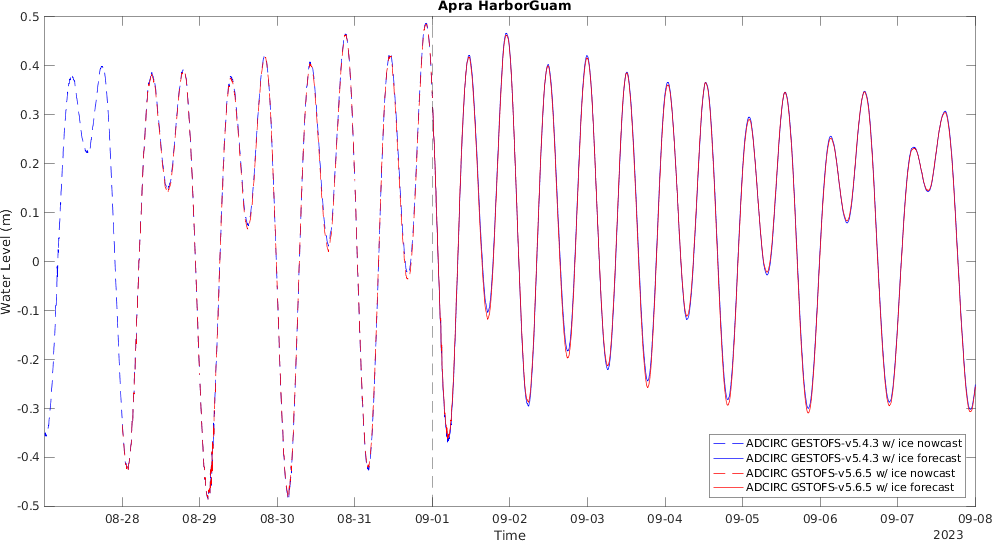 Apra HarborGuam
0.5
0.4
0.3
0.2
0.1
0
-0.1
-0.2
-0.3
-0.4
-0.5
Water Level (m)
ADCIRC GESTOFS-v5.4.3 w/ ice nowcast
ADCIRC GESTOFS-v5.4.3 w/ ice forecast
ADCIRC GSTOFS-v5.6.5 w/ ice nowcast
ADCIRC GSTOFS-v5.6.5 w/ ice forecast
08-28 08-29 08-30 08-31 09-01 09-02 09-03 09-04 09-05 09-06 09-07 09-08
Time
2023